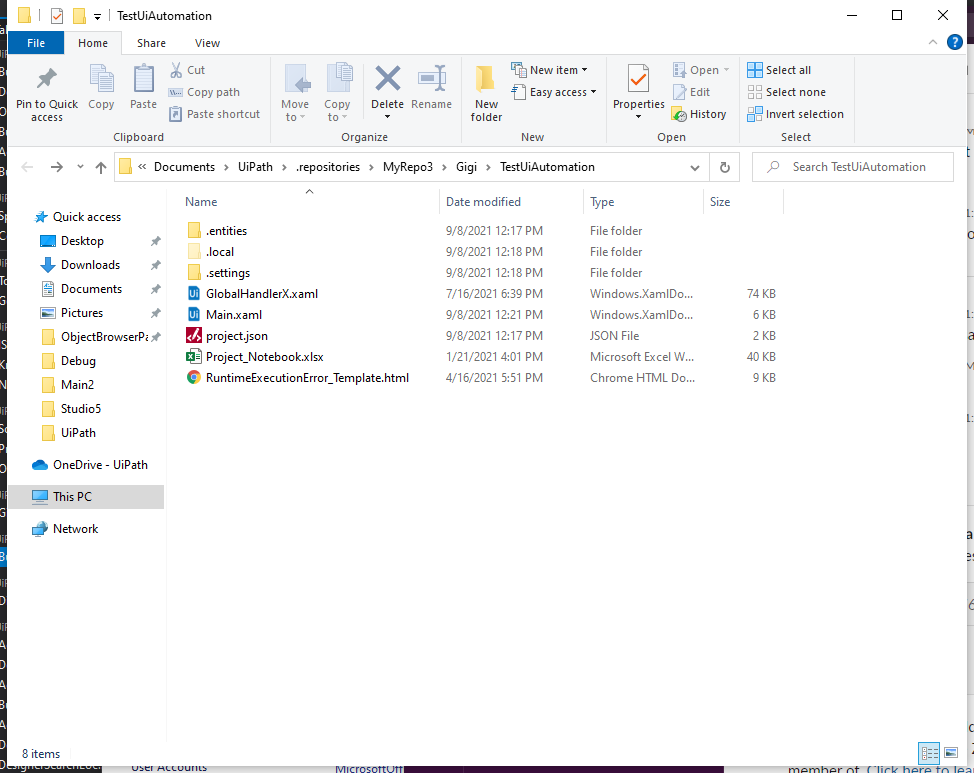 TestUiAutomation
File Home Share View
Pin to Quick access
Copy
Paste
Cut
Copy path
Paste shortcut
Clipboard
Move to
Copy to
Delete
Rename
Organize
New folder
New item
Easy access
New
Properties
Open
Edit
History
Open
Select all
Select none
Invert selection
Select
« Documents > UiPath > .repositories > MyRepo3 > Gigi > TestUiAutomation
Search TestUiAutomation
Quick access
Desktop
Downloads
Documents
Pictures
ObjectBrowserPa
Debug
Main2
Studio5
UiPath
OneDrive - UiPath
This PC
Network
Name Date modified Type Size
.entities 9/8/2021 12:17 PM File folder
.local 9/8/2021 12:18 PM File folder
.settings 9/8/2021 12:18 PM File folder
GlobalHandlerX.xaml 7/16/2021 6:39 PM Windows.XamlDo... 74 KB
Main.xaml 9/8/2021 12:21 PM Windows.XamlDo... 6 KB
project.json 9/8/2021 12:17 PM JSON File 2 KB
Project_Notebook.xlsx 1/21/2021 4:01 PM Microsoft Excel W... 40 KB
RuntimeExecutionError_Template.html 4/16/2021 5:51 PM Chrome HTML Do... 9 KB
8 items
User Accounts
MicrosoftOff
member of. Click here to lea